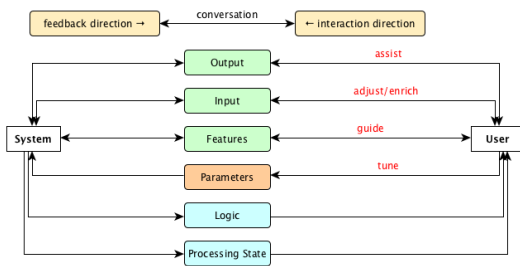 feedback direction →
conversation
← interaction direction
Output
assist
Input
adjust/enrich
System
Features
guide
User
Parameters
tune
Logic
Processing State